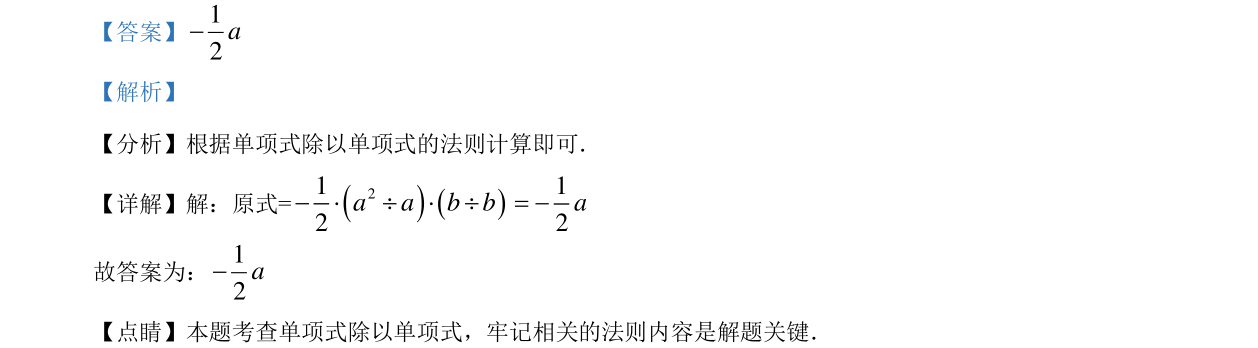 【答案】$-\frac{1}{2}a$
【解析】
【分析】根据单项式除以单项式的法则计算即可．
【详解】解：原式=$-\frac{1}{2}\cdot\left(a^{2}\div a\right)\cdot\left(b\div b\right)=-\frac{1}{2}a$
故答案为：$-\frac{1}{2}a$
【点睛】本题考查单项式除以单项式，牢记相关的法则内容是解题关键．